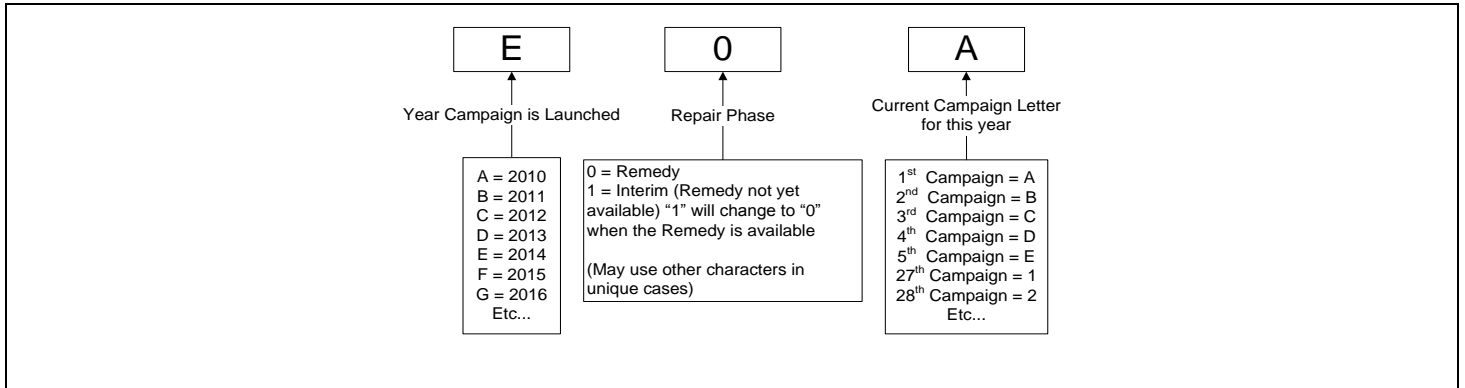 E
0
A
Year Campaign is Launched
Repair Phase
Current Campaign Letter
for this year
A = 2010
B = 2011
C = 2012
D = 2013
E = 2014
F = 2015
G = 2016
Etc...
0 = Remedy
1 = Interim (Remedy not yet
available) “1” will change to “0”
when the Remedy is available
(May use other characters in
unique cases)
1st Campaign = A
2nd Campaign = B
3rd Campaign = C
4th Campaign = D
5th Campaign = E
27th Campaign = 1
28th Campaign = 2
Etc...